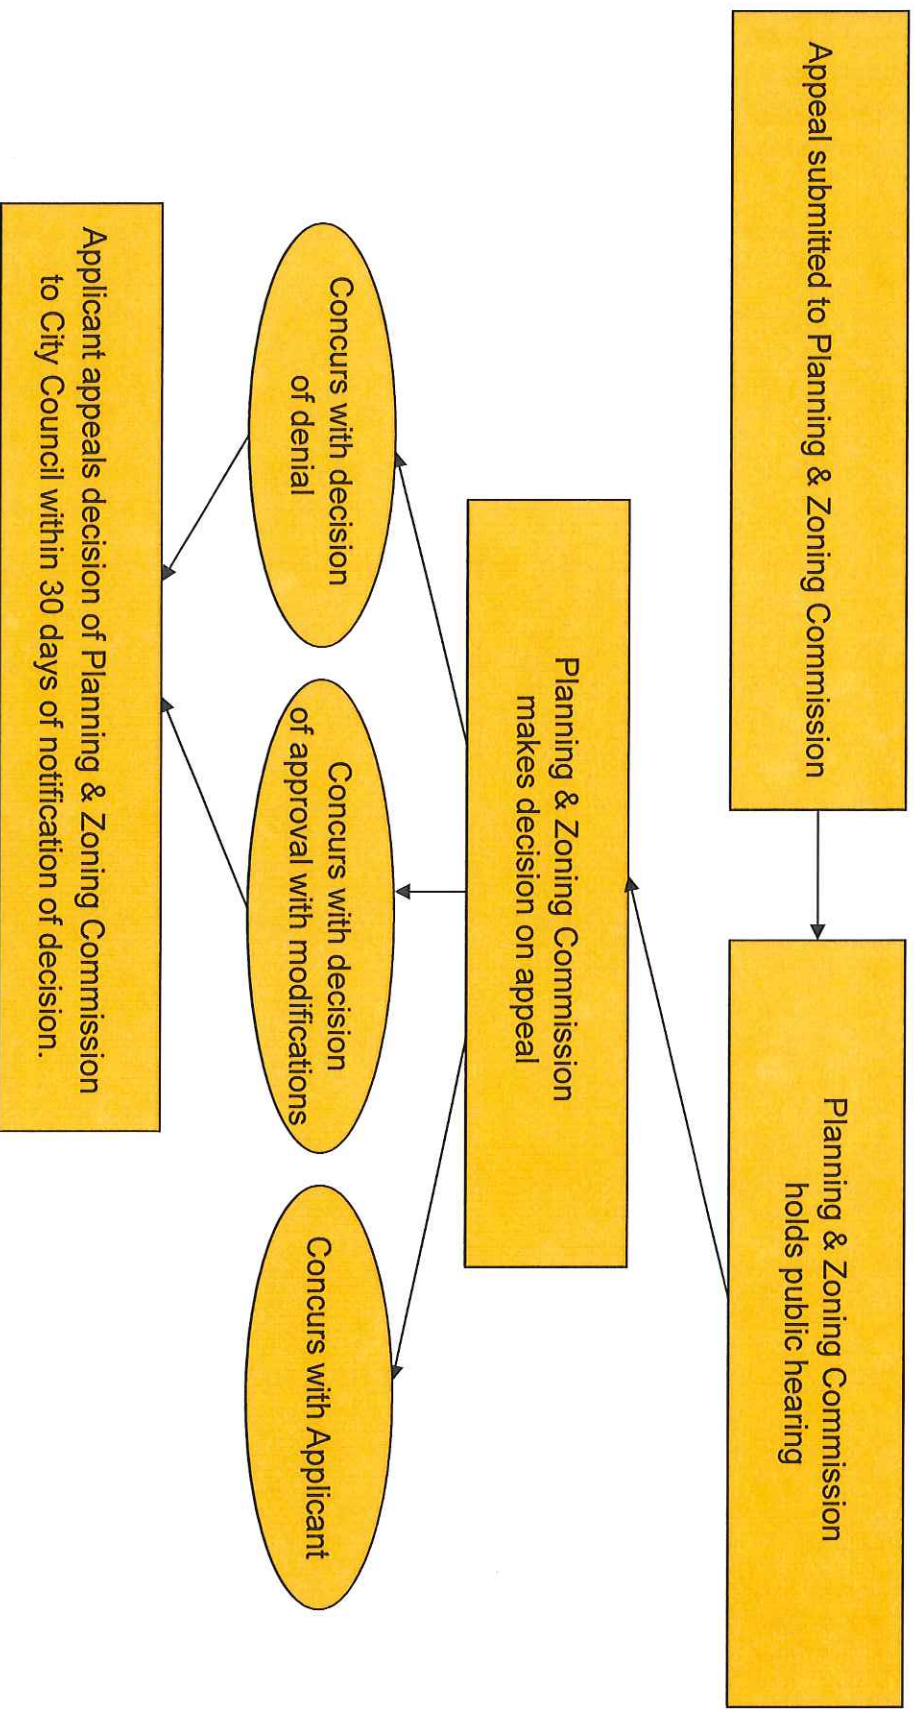 Appeal submitted to Planning & Zoning Commission
Planning & Zoning Commission
holds public hearing
Planning & Zoning Commission
makes decision on appeal
Concurs with decision
of denial
Concurs with decision
of approval with modifications
Concurs with Applicant
Applicant appeals decision of Planning & Zoning Commission
to City Council within 30 days of notification of decision.